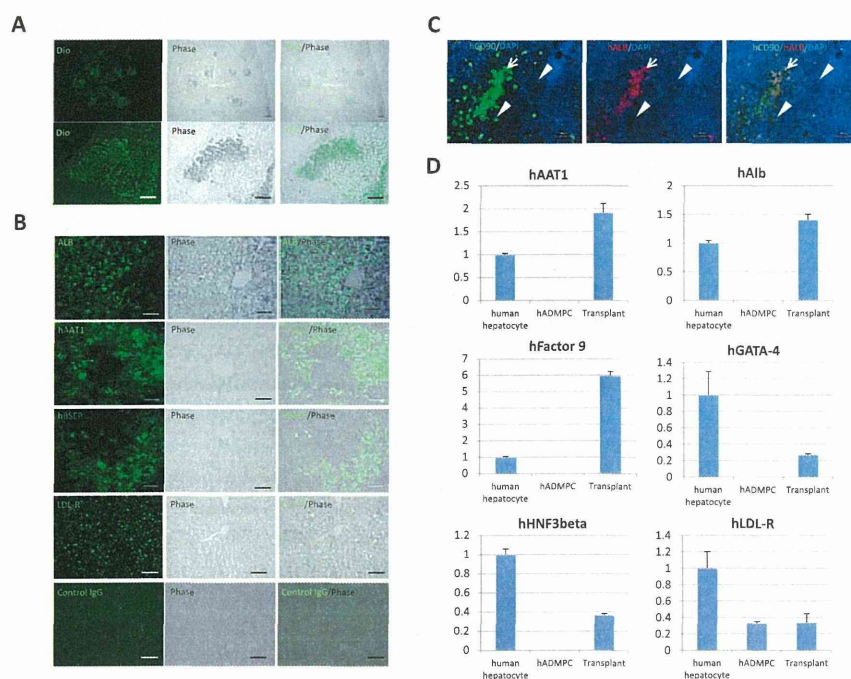 A
Dio
Phase
/Phase
Dio
Phase
/Phase
B
ALB
Phase
/Phase
hAAT1
Phase
/Phase
hBSEP
Phase
/Phase
LDL-R
Phase
Control IgG
Phase
Control IgG/Phase
C
hCD90/DAPI
hALB/DAPI
hCD90/hALB/DAPI
D
hAAT1
2.5
2
1.5
1
0.5
0
human hepatocyte
hADMPC
Transplant
hAlb
2
1.5
1
0.5
0
human hepatocyte
hADMPC
Transplant
hFactor 9
7
6
5
4
3
2
1
0
human hepatocyte
hADMPC
Transplant
hGATA-4
1.4
1.2
1
0.8
0.6
0.4
0.2
0
human hepatocyte
hADMPC
Transplant
hHNF3beta
1.2
1
0.8
0.6
0.4
0.2
0
human hepatocyte
hADMPC
Transplant
hLDL-R
1.4
1.2
1
0.8
0.6
0.4
0.2
0
human hepatocyte
hADMPC
Transplant